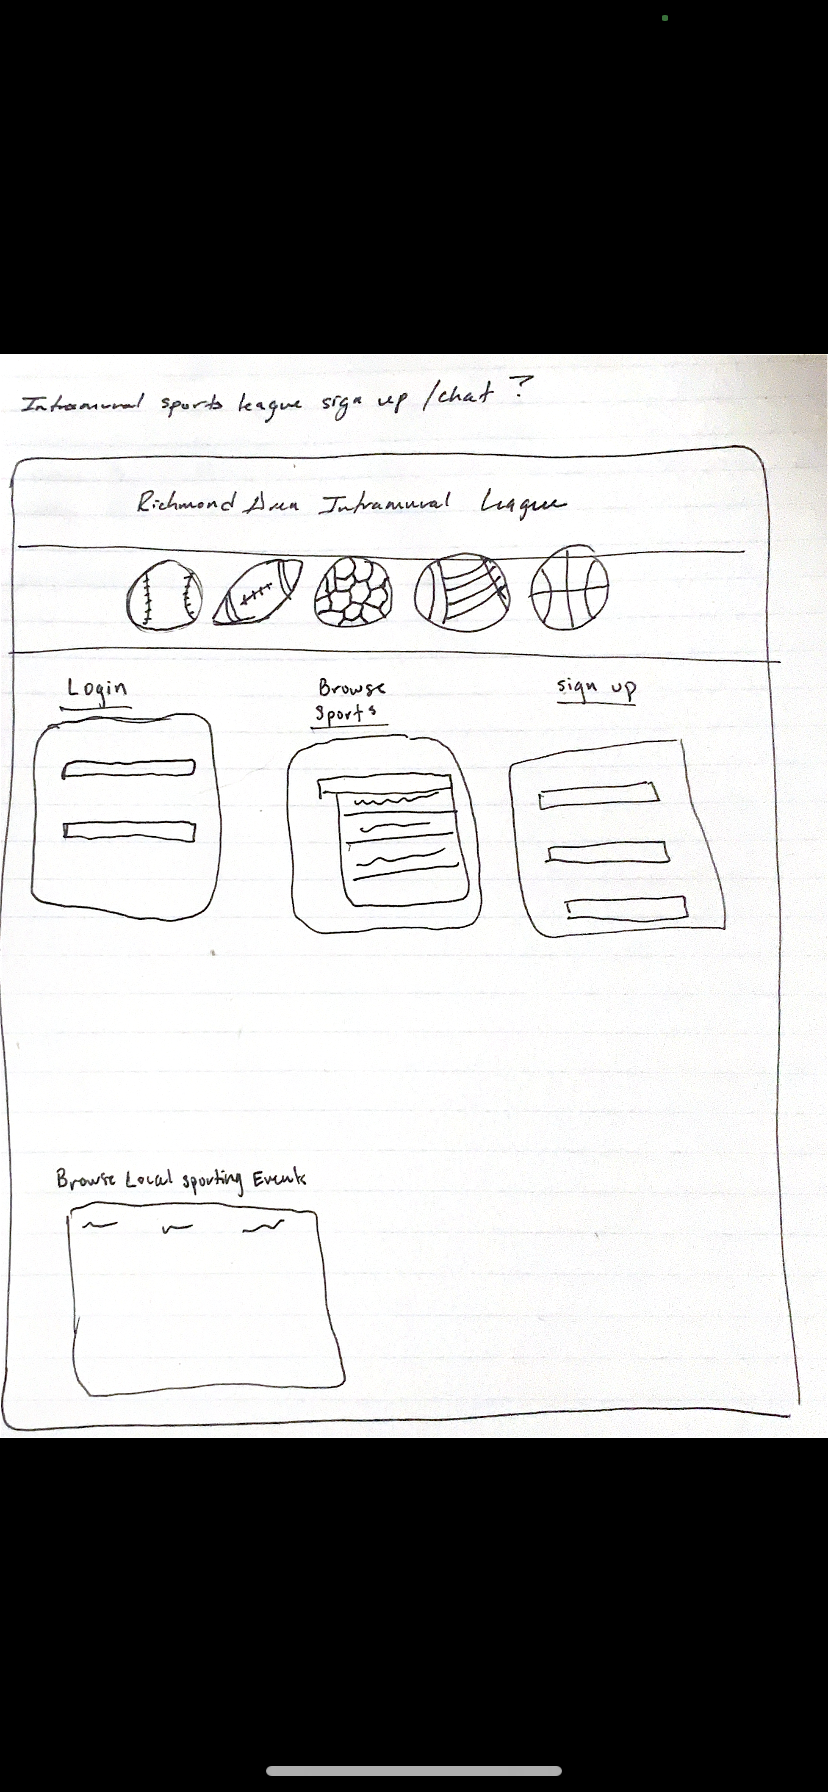 Intramural sports league sign up / chat ?
Richmond Area Intramural League
Login
Browse
Sports
sign up
Browse Local sporting Events